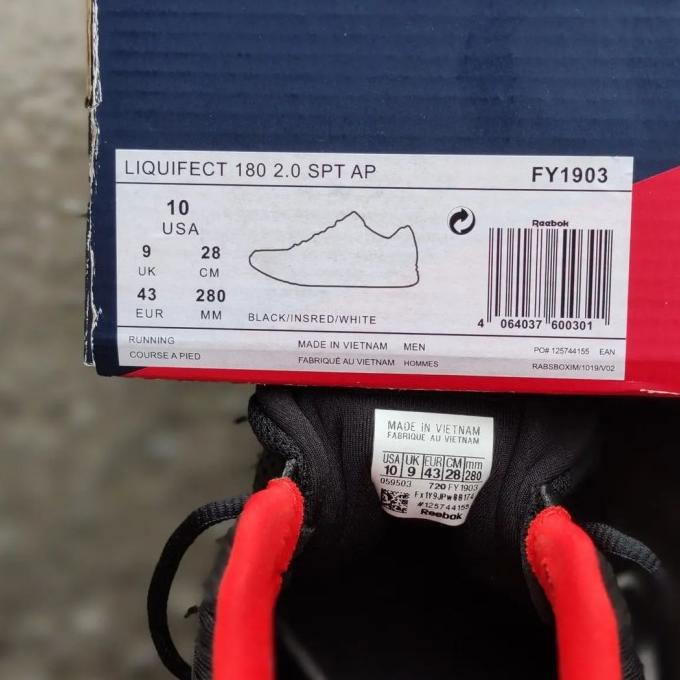 LIQUIFECT 180 2.0 SPT AP FY1903
10
USA
9 28
UK CM
43 280
EUR MM
BLACK/INSRED/WHITE
Reebok
4 064037 600301
RUNNING MADE IN VIETNAM MEN
COURSE A PIED FABRIQUÉ AU VIETNAM HOMMES
PO# 125744155 EAN
RABSBOXIM/1019/V02
MADE IN VIETNAM
FABRIQUE AU VIETNAM
USA UK EUR CM mm
10 9 43 28 280
059503 720 FY1903
#125744155
Reebok